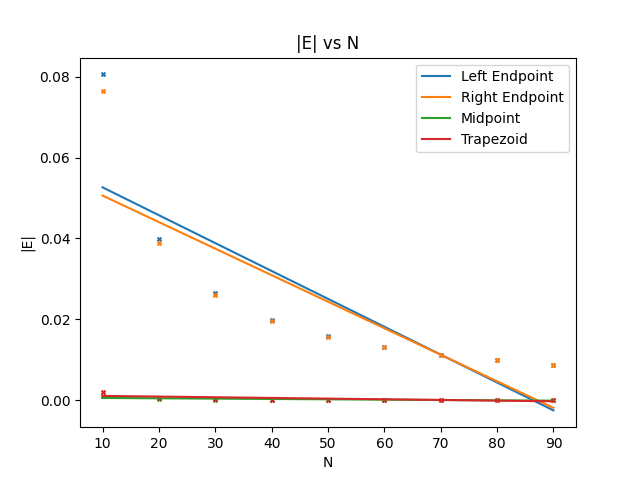 |E| vs N
Left Endpoint
Right Endpoint
Midpoint
Trapezoid
0.08
0.06
0.04
0.02
0.00
|E|
10 20 30 40 50 60 70 80 90
N